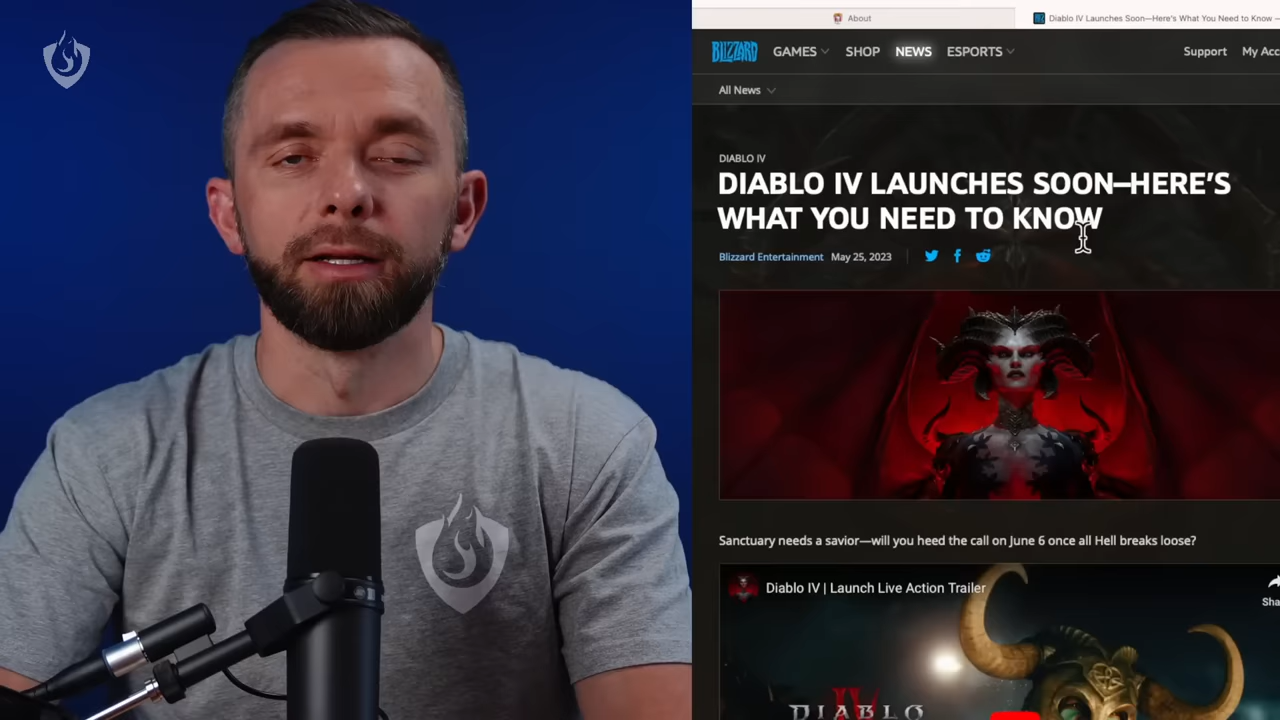 About
Diablo IV Launches Soon—Here's What You Need to Know —
BLIZZARD
GAMES
SHOP
NEWS
ESPORTS
Support
My Acc
All News
DIABLO IV
DIABLO IV LAUNCHES SOON—HERE'S
WHAT YOU NEED TO KNOW
Blizzard Entertainment May 25, 2023
Sanctuary needs a savior—will you heed the call on June 6 once all Hell breaks loose?
Diablo IV | Launch Live Action Trailer
Sha
DIABLO
IV